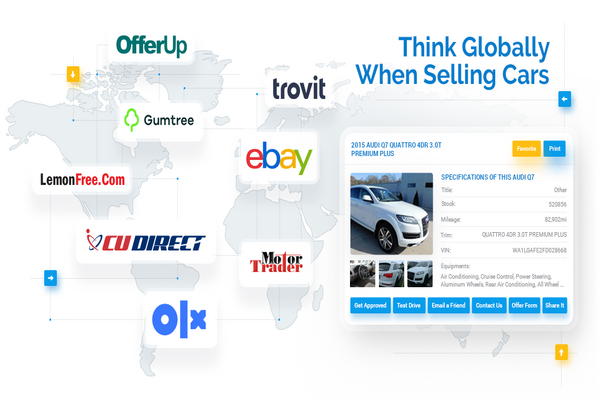 OfferUp
Think Globally
When Selling Cars
trovit
Gumtree
ebay
LemonFree.Com
CU DIRECT
Motor
Trader
olx
2015 AUDI Q7 QUATTRO 4DR 3.0T
PREMIUM PLUS
Favorite
Print
SPECIFICATIONS OF THIS AUDI Q7
Title: Other
Stock: 520856
Mileage: 82,902mi
Trim: QUATTRO 4DR 3.0T PREMIUM PLUS
VIN: WA1LGAFE2FD028668
Equipments:
Air Conditioning, Cruise Control, Power Steering,
Aluminum Wheels, Rear Air Conditioning, All Wheel ...
Get Approved
Test Drive
Email a Friend
Contact Us
Offer Form
Share It